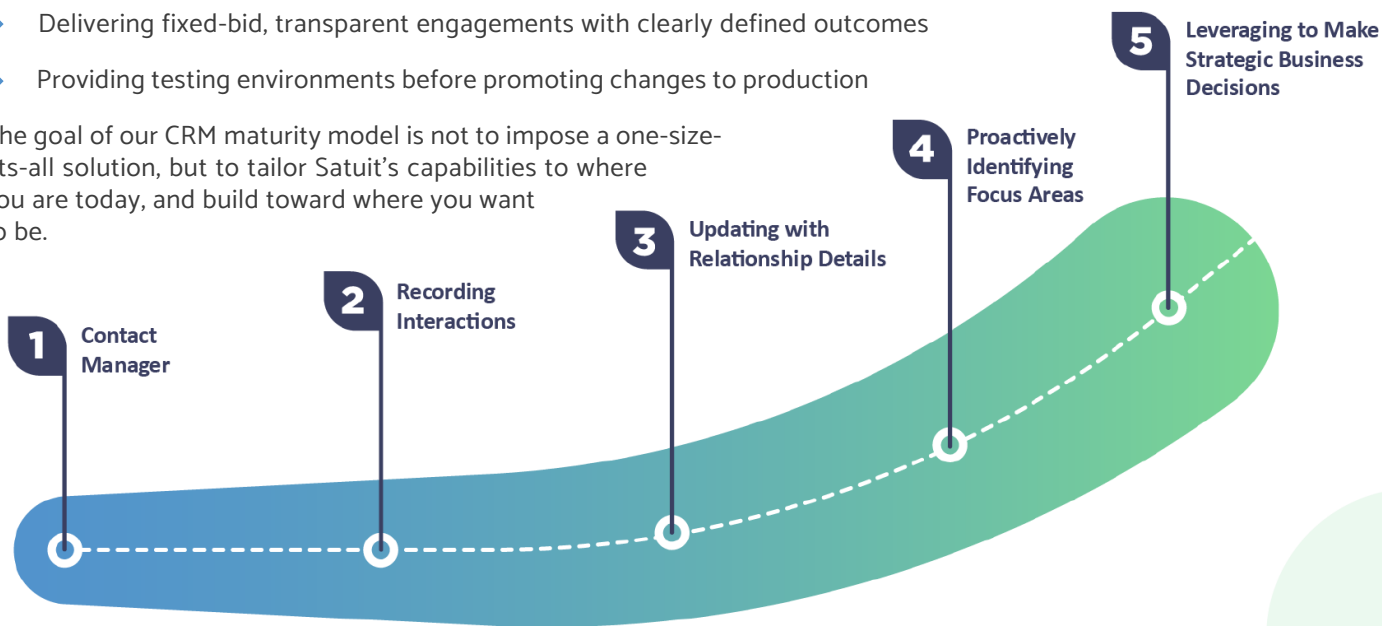 Delivering fixed-bid, transparent engagements with clearly defined outcomes
Providing testing environments before promoting changes to production
he goal of our CRM maturity model is not to impose a one-size-
ts-all solution, but to tailor Satuit's capabilities to where
ou are today, and build toward where you want
o be.
1 Contact
Manager
2 Recording
Interactions
3 Updating with
Relationship Details
4 Proactively
Identifying
Focus Areas
5 Leveraging to Make
Strategic Business
Decisions